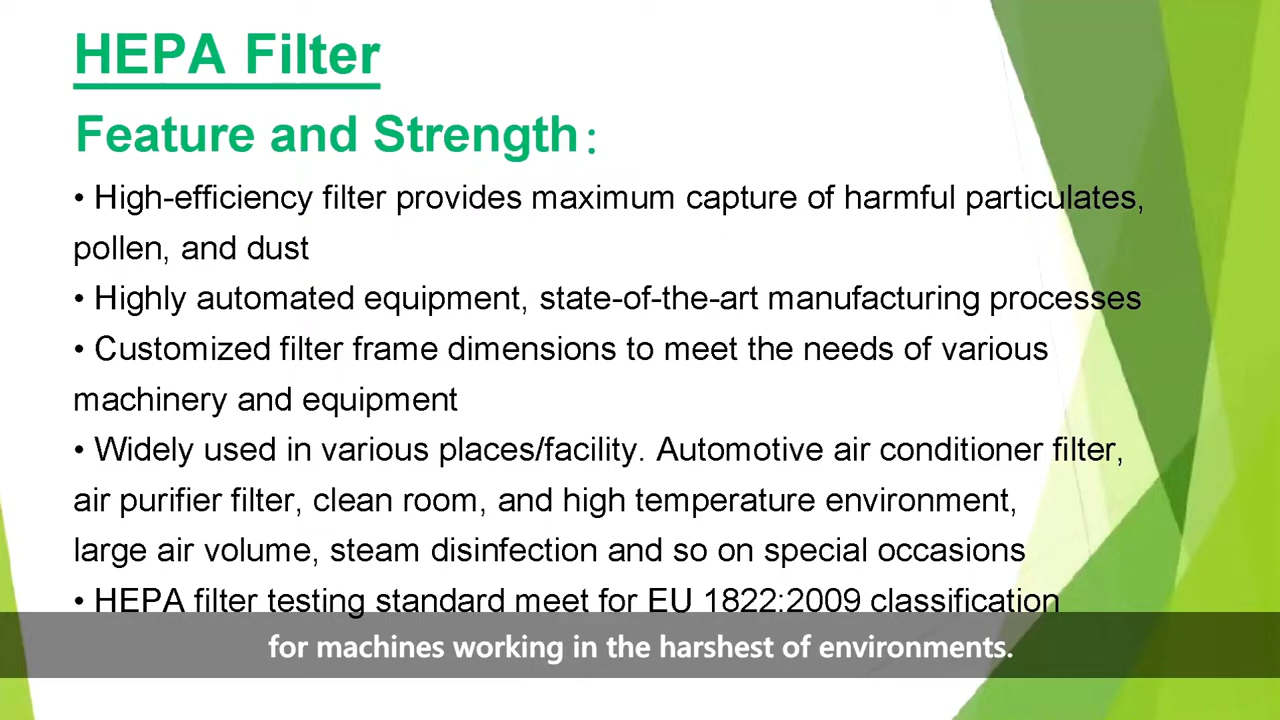 HEPA Filter
Feature and Strength：
• High-efficiency filter provides maximum capture of harmful particulates,
pollen, and dust
• Highly automated equipment, state-of-the-art manufacturing processes
• Customized filter frame dimensions to meet the needs of various
machinery and equipment
• Widely used in various places/facility. Automotive air conditioner filter,
air purifier filter, clean room, and high temperature environment,
large air volume, steam disinfection and so on special occasions
• HEPA filter testing standard meet for EU 1822:2009 classification
for machines working in the harshest of environments.